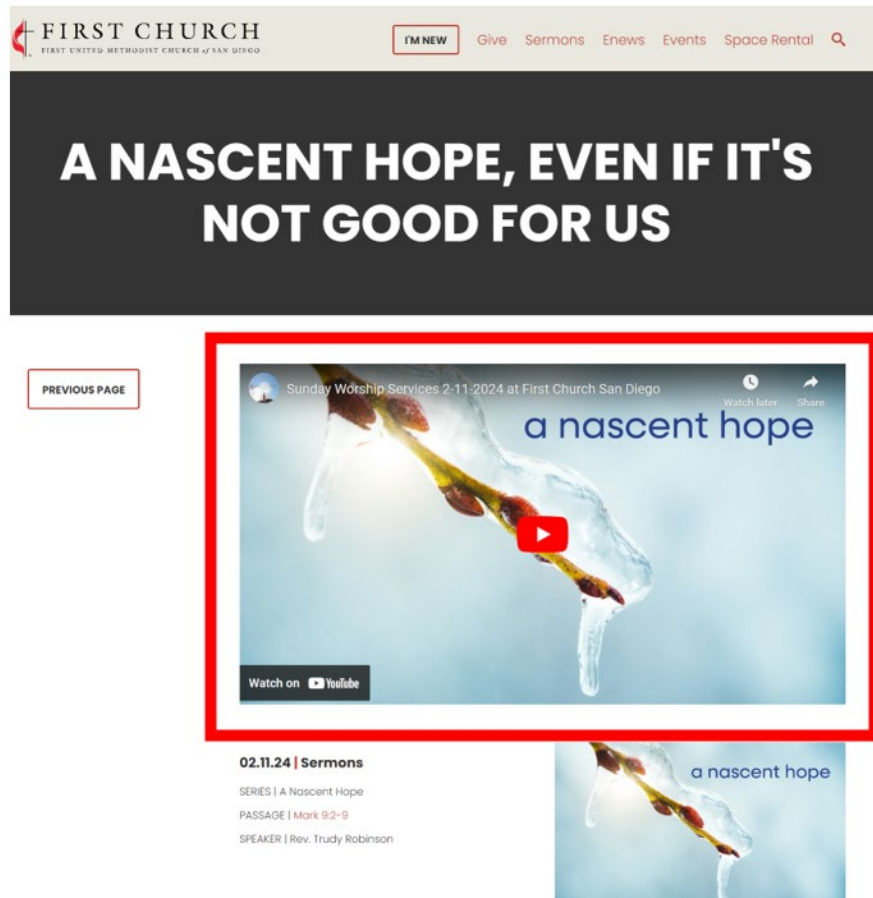 FIRST CHURCH
FIRST UNITED METHODIST CHURCH of SAN DIEGO
I'M NEW
Give
Sermons
Enews
Events
Space Rental
A NASCENT HOPE, EVEN IF IT'S
NOT GOOD FOR US
PREVIOUS PAGE
Sunday Worship Services 2-11-2024 at First Church San Diego
Watch later
Share
a nascent hope
Watch on YouTube
02.11.24 | Sermons
SERIES | A Nascent Hope
PASSAGE | Mark 9:2-9
SPEAKER | Rev. Trudy Robinson
a nascent hope